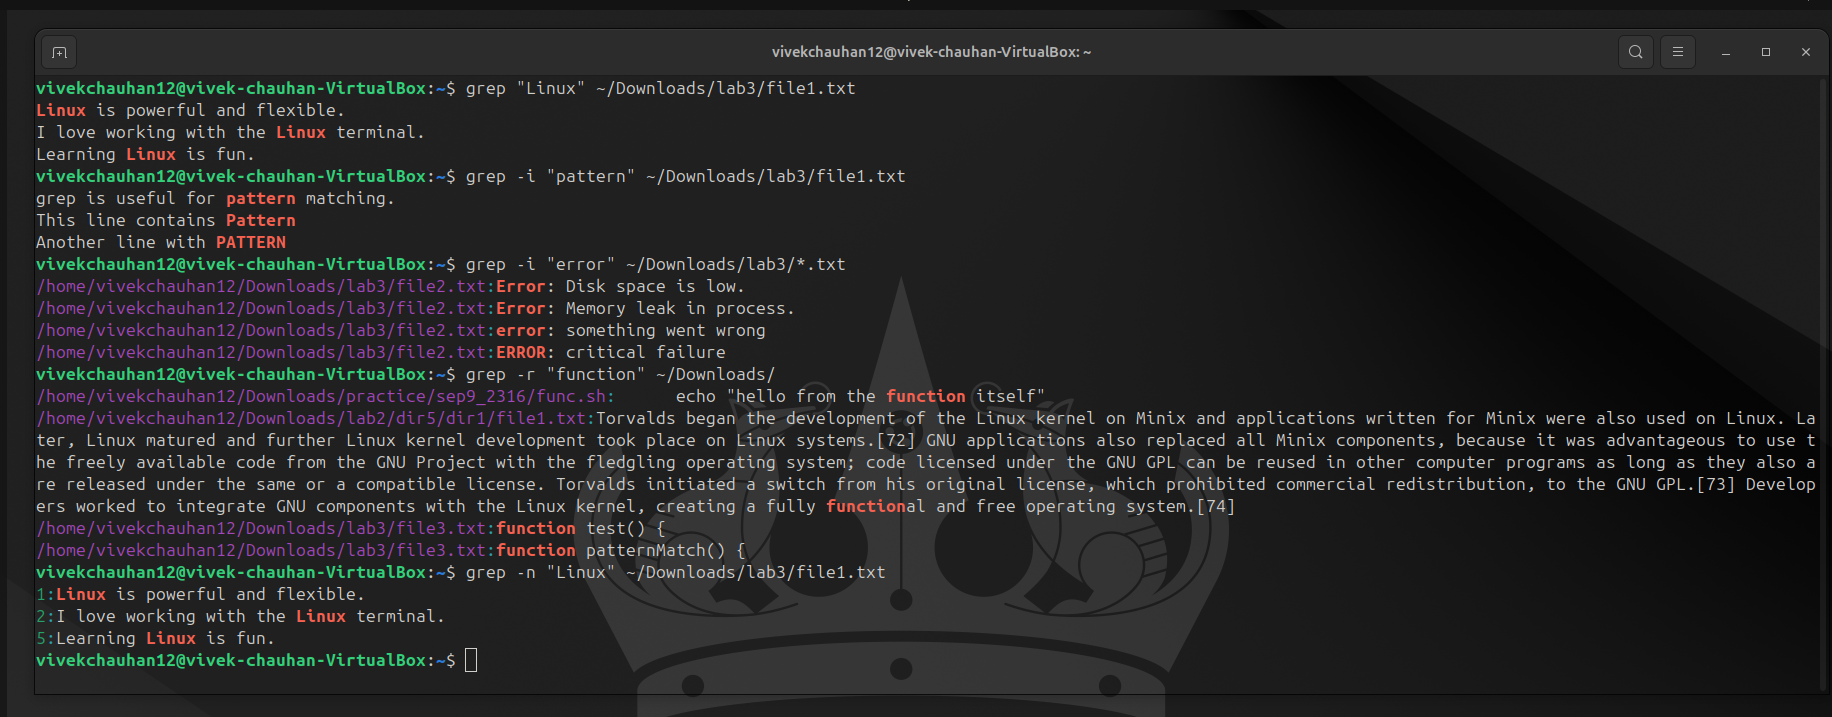 vivekchauhan12@vivek-chauhan-VirtualBox: ~
vivekchauhan12@vivek-chauhan-VirtualBox:~$ grep "Linux" ~/Downloads/lab3/file1.txt
Linux is powerful and flexible.
I love working with the Linux terminal.
Learning Linux is fun.
vivekchauhan12@vivek-chauhan-VirtualBox:~$ grep -i "pattern" ~/Downloads/lab3/file1.txt
grep is useful for pattern matching.
This line contains Pattern
Another line with PATTERN
vivekchauhan12@vivek-chauhan-VirtualBox:~$ grep -i "error" ~/Downloads/lab3/*.txt
/home/vivekchauhan12/Downloads/lab3/file2.txt:Error: Disk space is low.
/home/vivekchauhan12/Downloads/lab3/file2.txt:Error: Memory leak in process.
/home/vivekchauhan12/Downloads/lab3/file2.txt:error: something went wrong
/home/vivekchauhan12/Downloads/lab3/file2.txt:ERROR: critical failure
vivekchauhan12@vivek-chauhan-VirtualBox:~$ grep -r "function" ~/Downloads/
/home/vivekchauhan12/Downloads/practice/sep9_2316/func.sh:      echo "hello from the function itself"
/home/vivekchauhan12/Downloads/lab2/dir5/dir1/file1.txt:Torvalds began the development of the Linux kernel on Minix and applications written for Minix were also used on Linux. La
ter, Linux matured and further Linux kernel development took place on Linux systems.[72] GNU applications also replaced all Minix components, because it was advantageous to use t
he freely available code from the GNU Project with the fledgling operating system; code licensed under the GNU GPL can be reused in other computer programs as long as they also a
re released under the same or a compatible license. Torvalds initiated a switch from his original license, which prohibited commercial redistribution, to the GNU GPL.[73] Develop
ers worked to integrate GNU components with the Linux kernel, creating a fully functional and free operating system.[74]
/home/vivekchauhan12/Downloads/lab3/file3.txt:function test() {
/home/vivekchauhan12/Downloads/lab3/file3.txt:function patternMatch() {
vivekchauhan12@vivek-chauhan-VirtualBox:~$ grep -n "Linux" ~/Downloads/lab3/file1.txt
1:Linux is powerful and flexible.
2:I love working with the Linux terminal.
5:Learning Linux is fun.
vivekchauhan12@vivek-chauhan-VirtualBox:~$